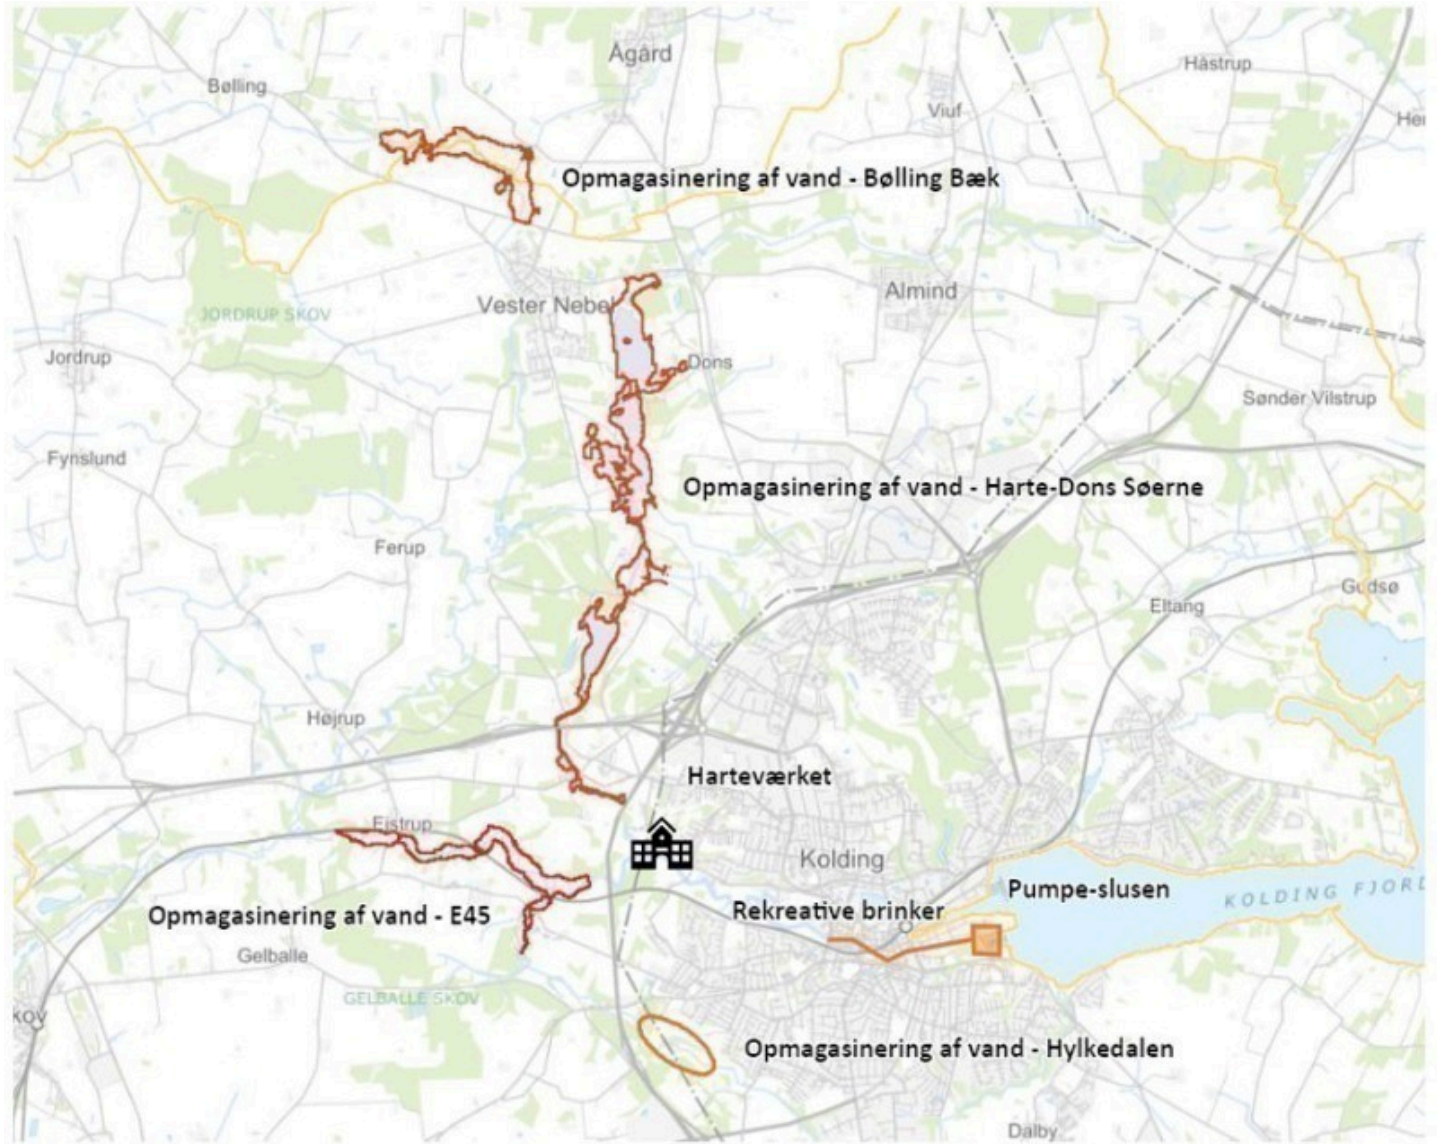 Ågård
Håstrup
Bølling
Viuf
Opmagasinering af vand - Bølling Bæk
Almind
Vester Nebel
JORDRUP SKOV
Jordrup
Dons
Sønder Vilstrup
Fynslund
Opmagasinering af vand - Harte-Dons Søerne
Ferup
Gudsø
Eltang
Højrup
Harteværket
Eistrup
Kolding
Pumpe-slusen
KOLDING FJORD
Rekreative brinker
Opmagasinering af vand - E45
Gelballe
GELBALLE SKOV
Opmagasinering af vand - Hylkedalen
Dalby